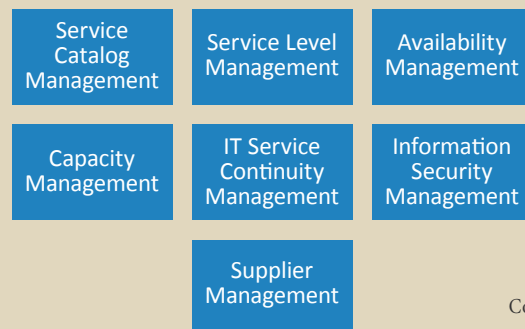 Service
Catalog
Management
Service Level
Management
Availability
Management
Capacity
Management
IT Service
Continuity
Management
Information
Security
Management
Supplier
Management